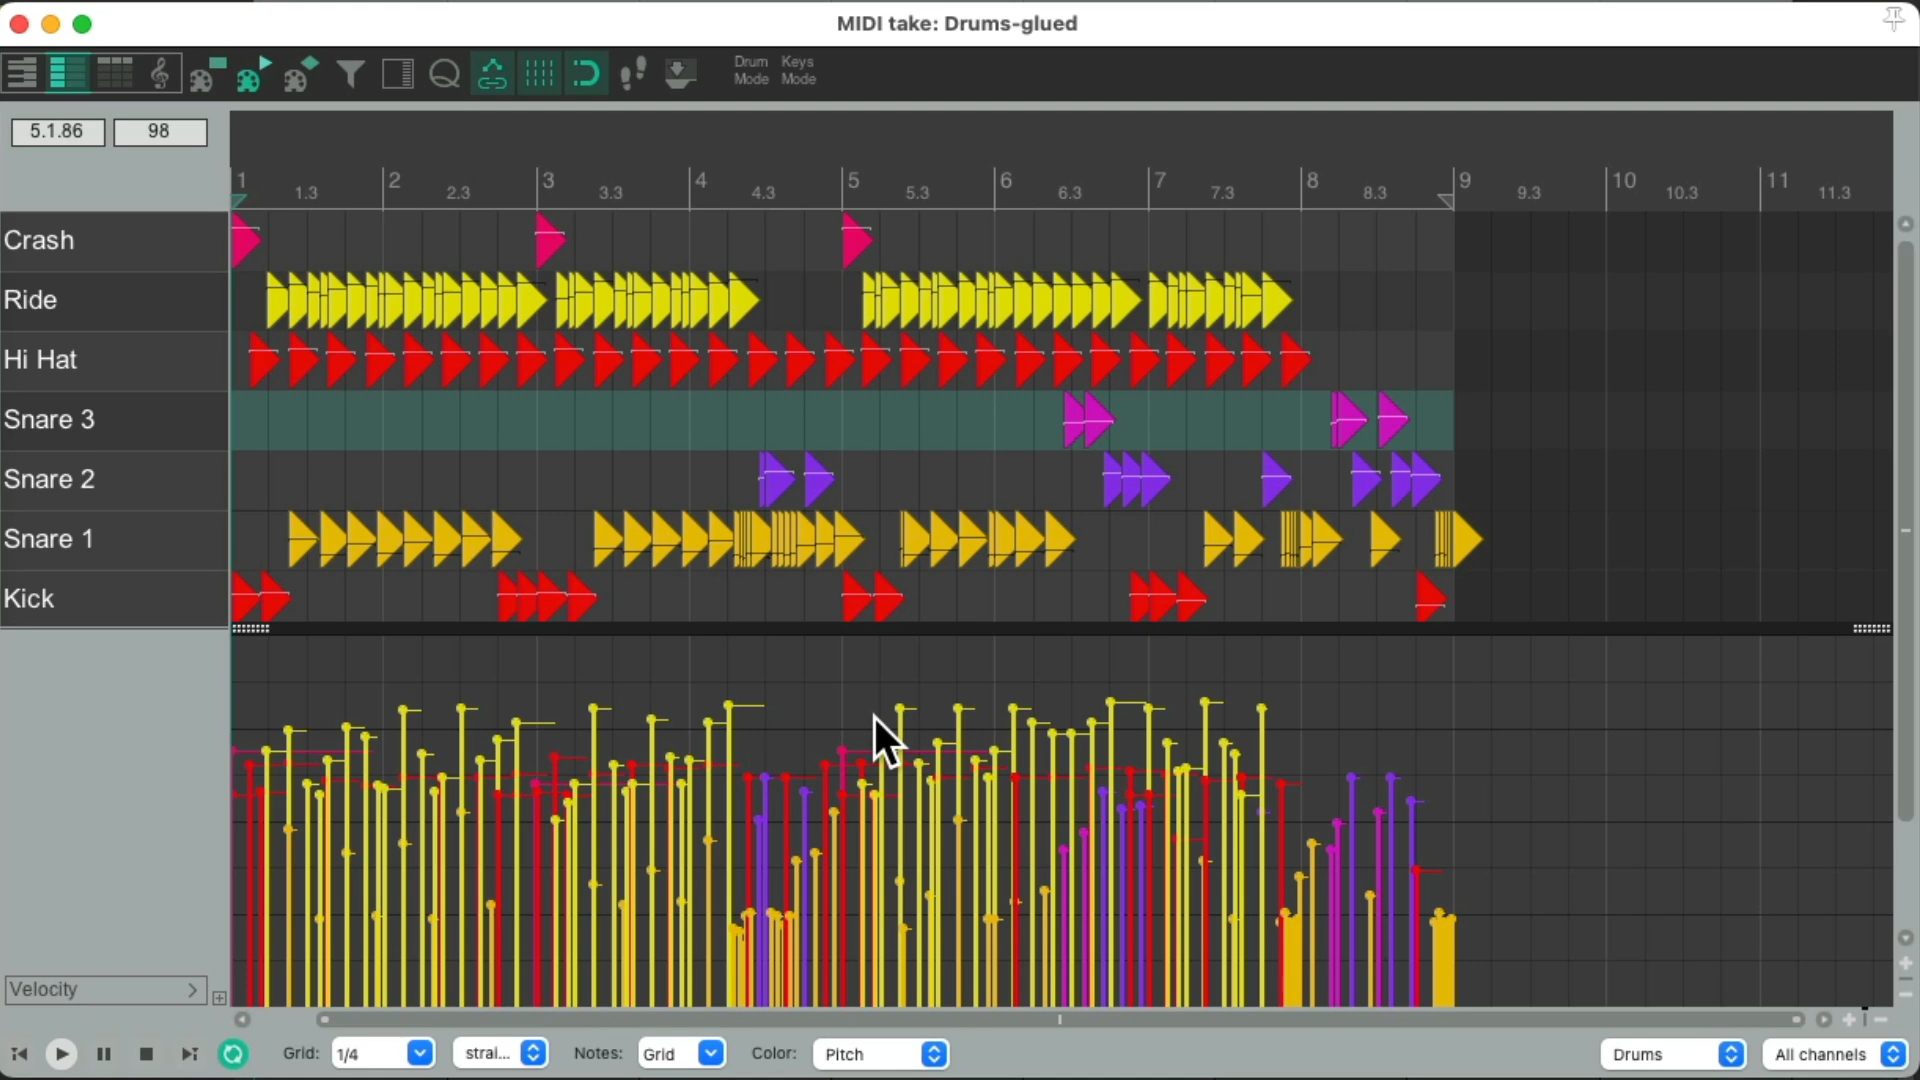 MIDI take: Drums-glued
Drum Mode
Keys Mode
5.1.86 98
1 1.3 2 2.3 3 3.3 4 4.3 5 5.3 6 6.3 7 7.3 8 8.3 9 9.3 10 10.3 11 11.3
Crash
Ride
Hi Hat
Snare 3
Snare 2
Snare 1
Kick
Velocity
Grid: 1/4 strai... Notes: Grid Color: Pitch Drums All channels